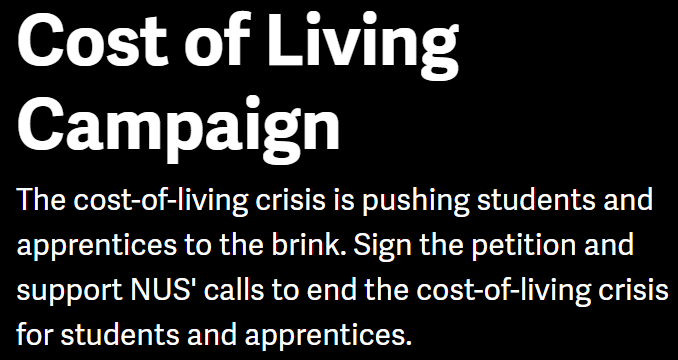 Cost of Living
Campaign
The cost-of-living crisis is pushing students and
apprentices to the brink. Sign the petition and
support NUS' calls to end the cost-of-living crisis
for students and apprentices.